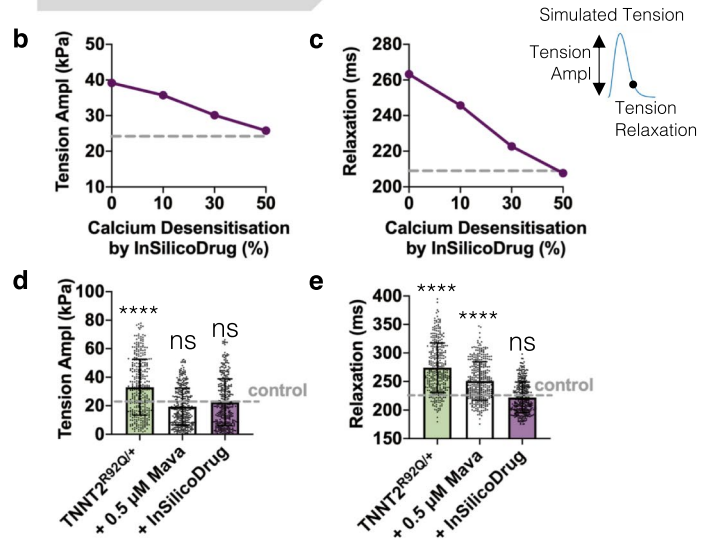 Simulated Tension
Tension
Ampl
Tension
Relaxation
b
Tension Ampl (kPa)
50
40
30
20
10
0
10
30
50
Calcium Desensitisation
by InSilicoDrug (%)
c
Relaxation (ms)
280
260
240
220
200
0
10
30
50
Calcium Desensitisation
by InSilicoDrug (%)
d
Tension Ampl (kPa)
100
80
60
40
20
0
****
ns
ns
control
TNNT2R92Q/+
+ 0.5 µM Mava
+ InSilicoDrug
e
Relaxation (ms)
400
350
300
250
200
150
****
****
ns
control
TNNT2R92Q/+
+ 0.5 µM Mava
+ InSilicoDrug